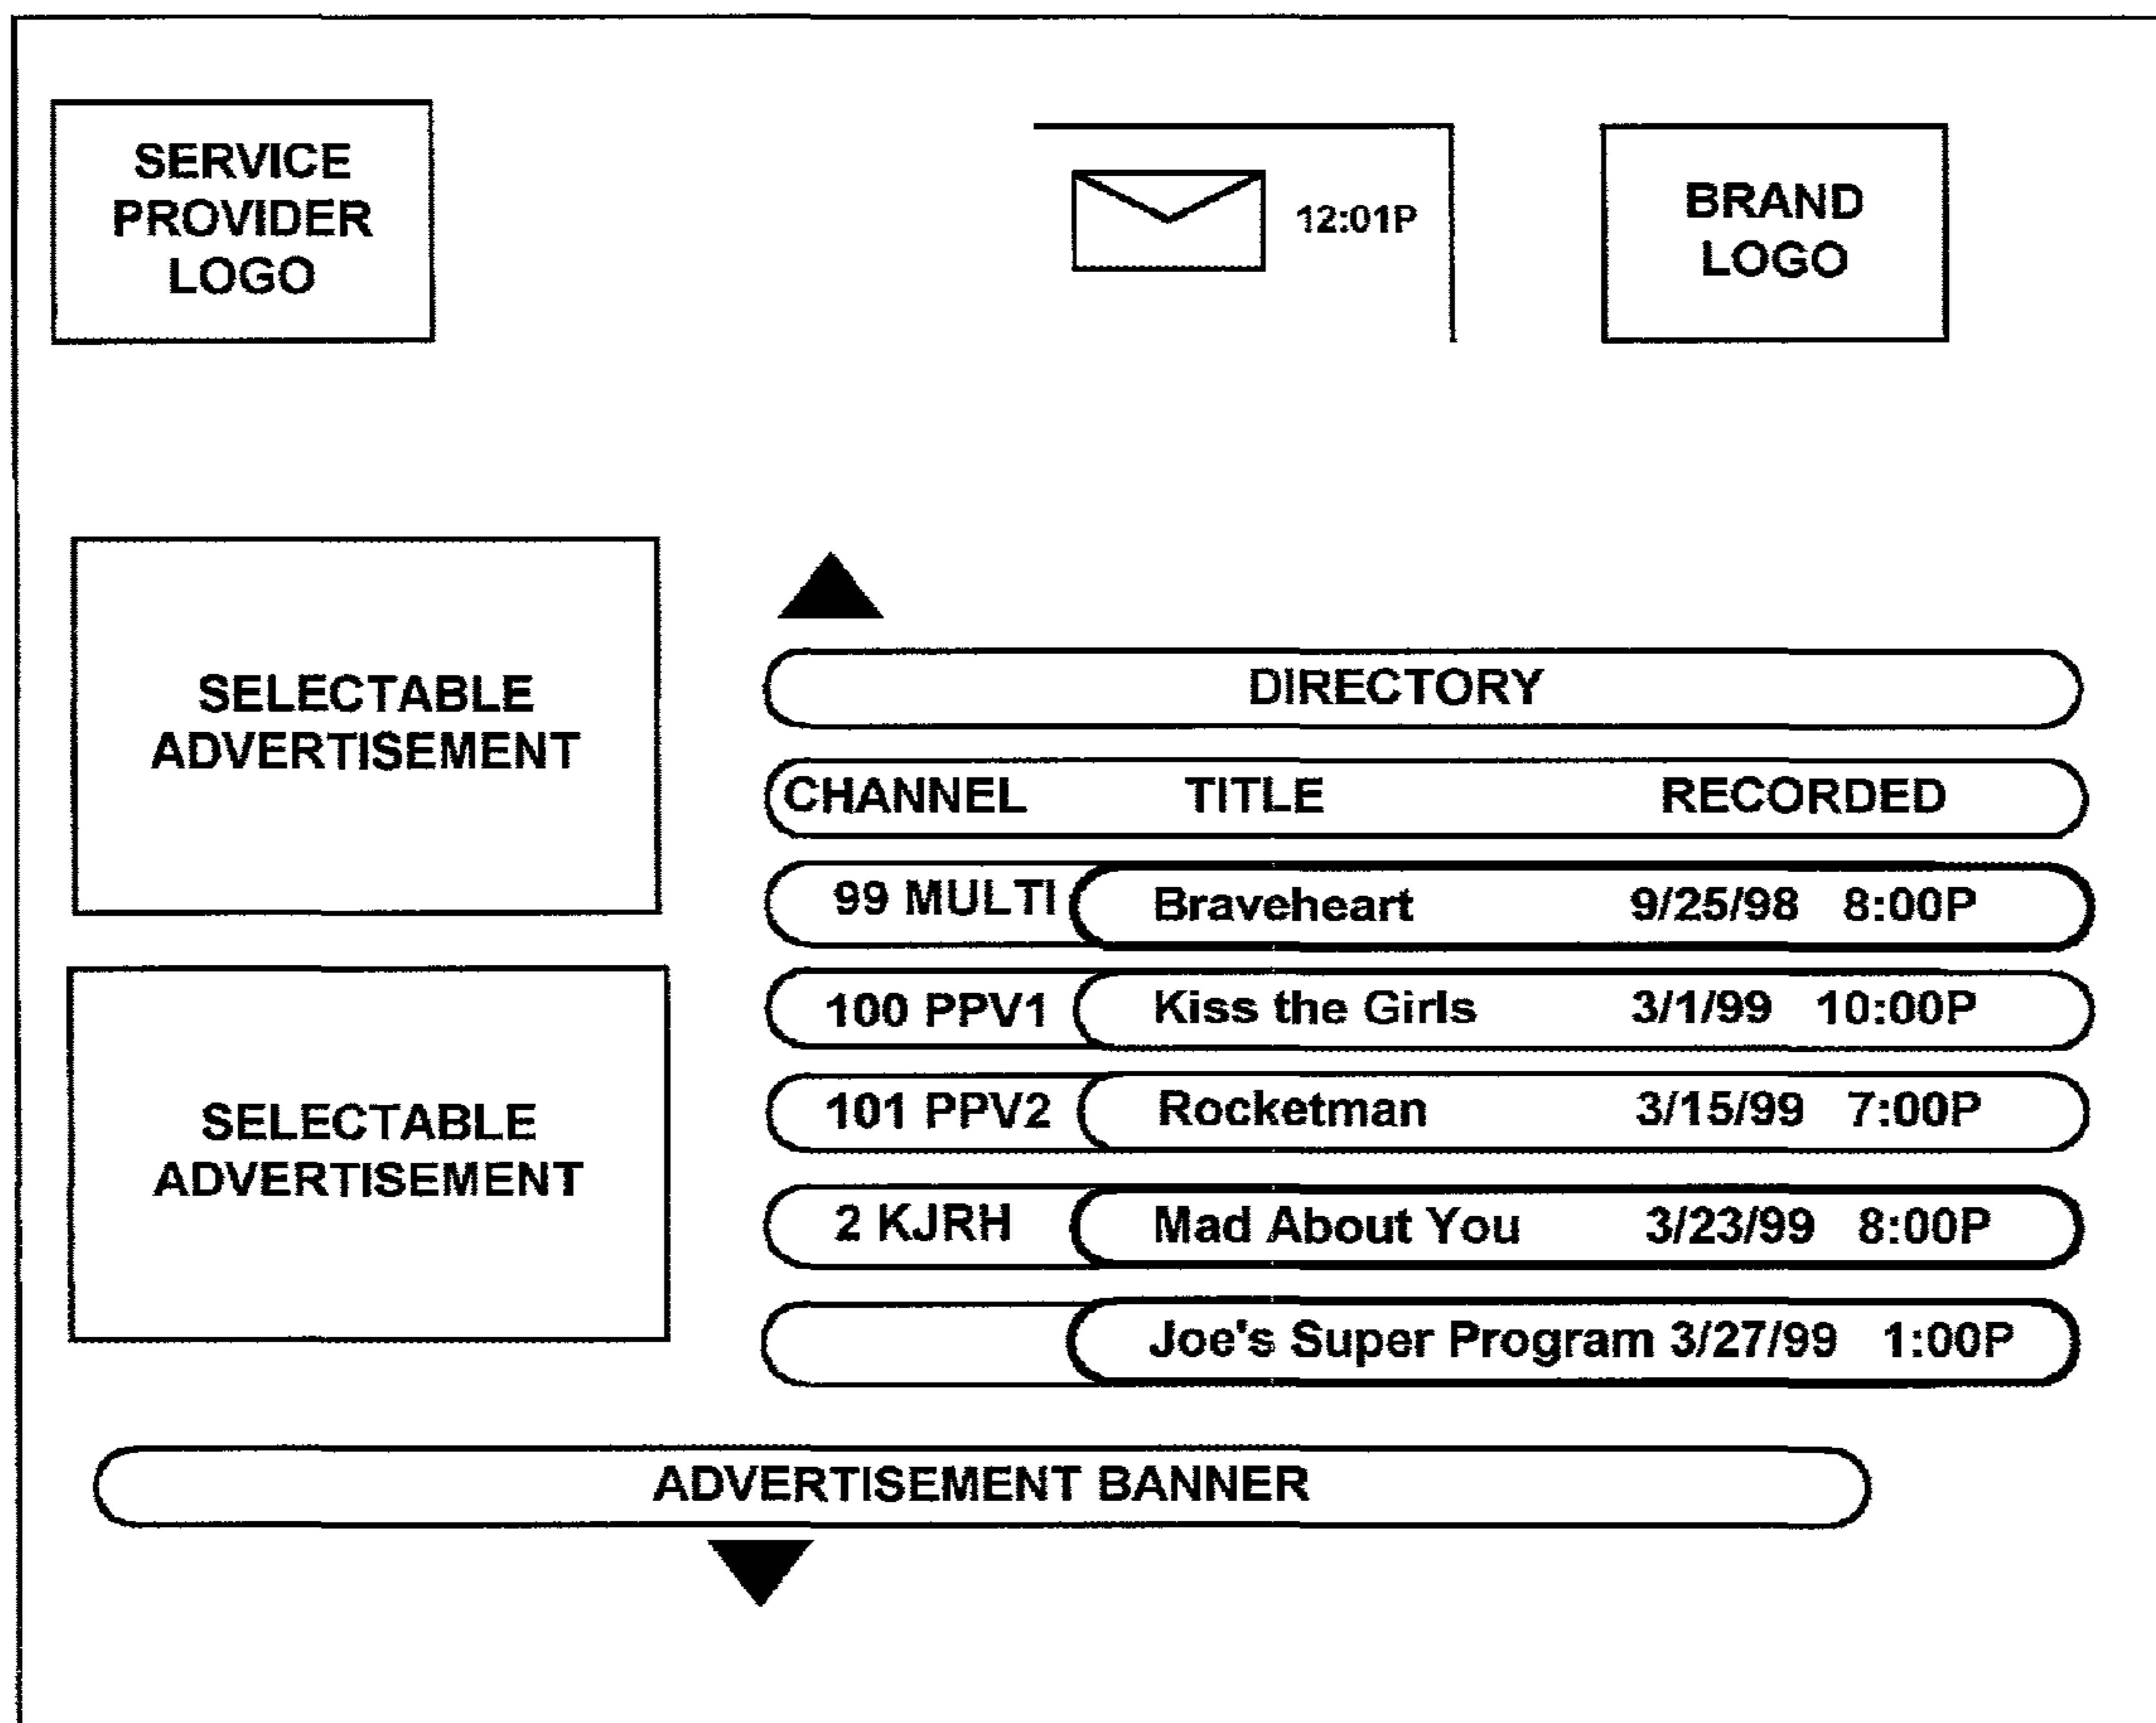 SERVICE
PROVIDER
LOGO
12:01P
BRAND
LOGO
SELECTABLE
ADVERTISEMENT
SELECTABLE
ADVERTISEMENT
DIRECTORY
CHANNEL TITLE RECORDED
99 MULTI Braveheart 9/25/98 8:00P
100 PPV1 Kiss the Girls 3/1/99 10:00P
101 PPV2 Rocketman 3/15/99 7:00P
2 KJRH Mad About You 3/23/99 8:00P
Joe's Super Program 3/27/99 1:00P
ADVERTISEMENT BANNER